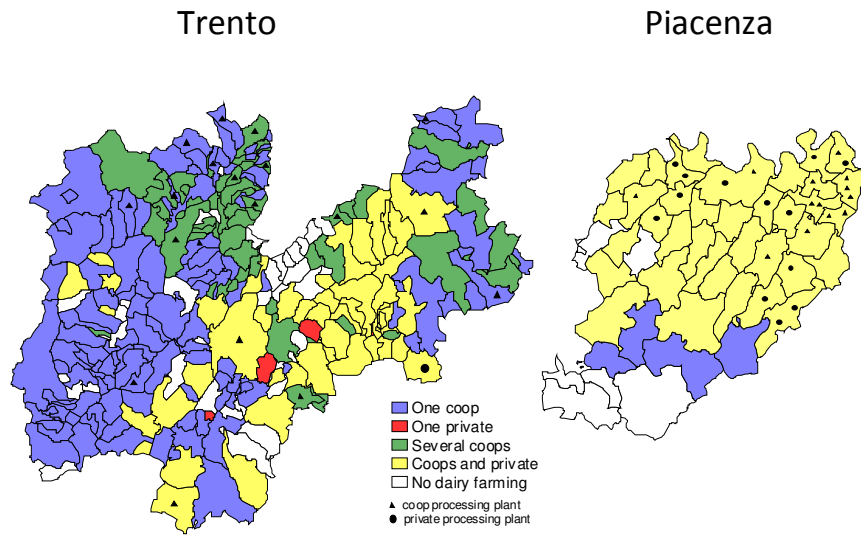 Trento
Piacenza
One coop
One private
Several coops
Coops and private
No dairy farming
coop processing plant
private processing plant